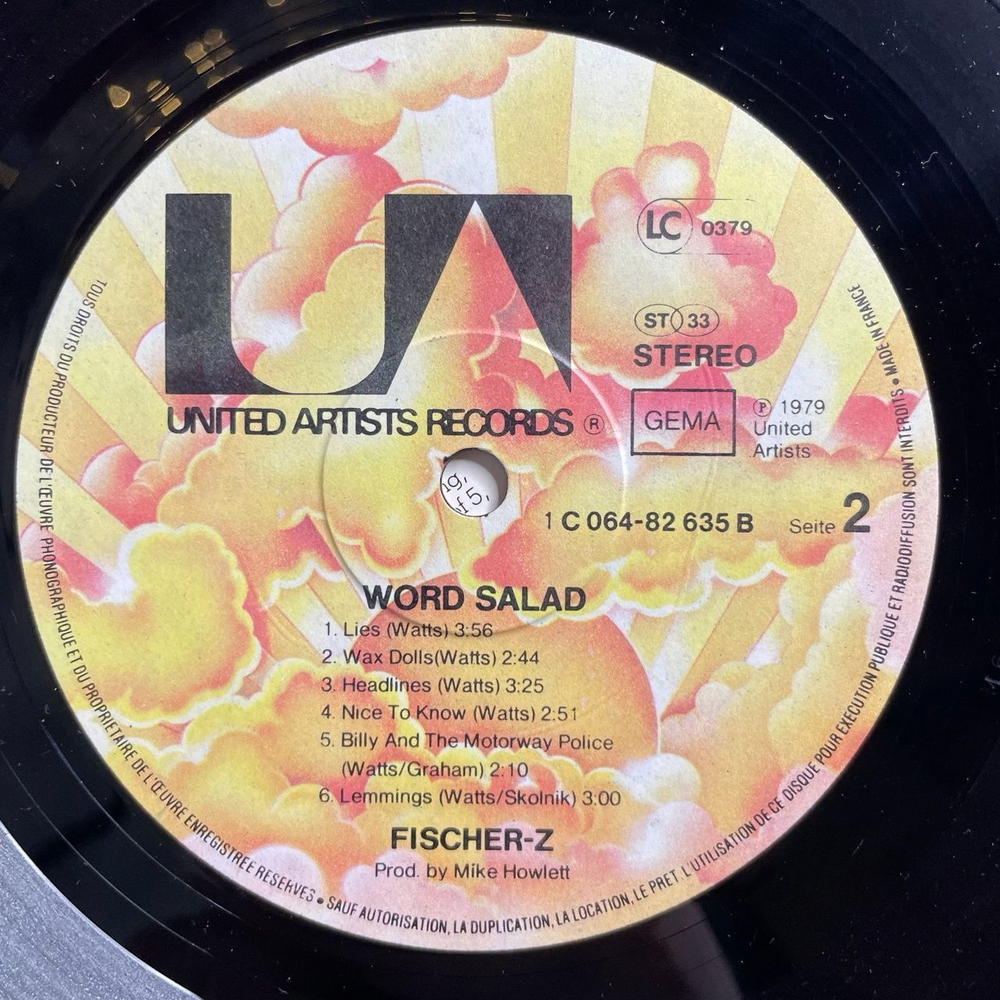 UA
LC 0379
ST 33
STEREO
UNITED ARTISTS RECORDS ®
GEMA
℗ 1979
United
Artists
1 C 064-82 635 B Seite 2
WORD SALAD
1. Lies (Watts) 3:56
2. Wax Dolls(Watts) 2:44
3. Headlines (Watts) 3:25
4. Nice To Know (Watts) 2:51
5. Billy And The Motorway Police
(Watts/Graham) 2:10
6. Lemmings (Watts/Skolnik) 3:00
FISCHER-Z
Prod. by Mike Howlett
TOUS DROITS DU PRODUCTEUR DE L'ŒUVRE PHONOGRAPHIQUE ET DU PROPRIETAIRE DE L'ŒUVRE ENREGISTREE RESERVES • SAUF AUTORISATION, LA DUPLICATION, LA LOCATION, LE PRET, L'UTILISATION DE CE DISQUE POUR EXECUTION PUBLIQUE ET RADIODIFFUSION SONT INTERDITS • MADE IN FRANCE